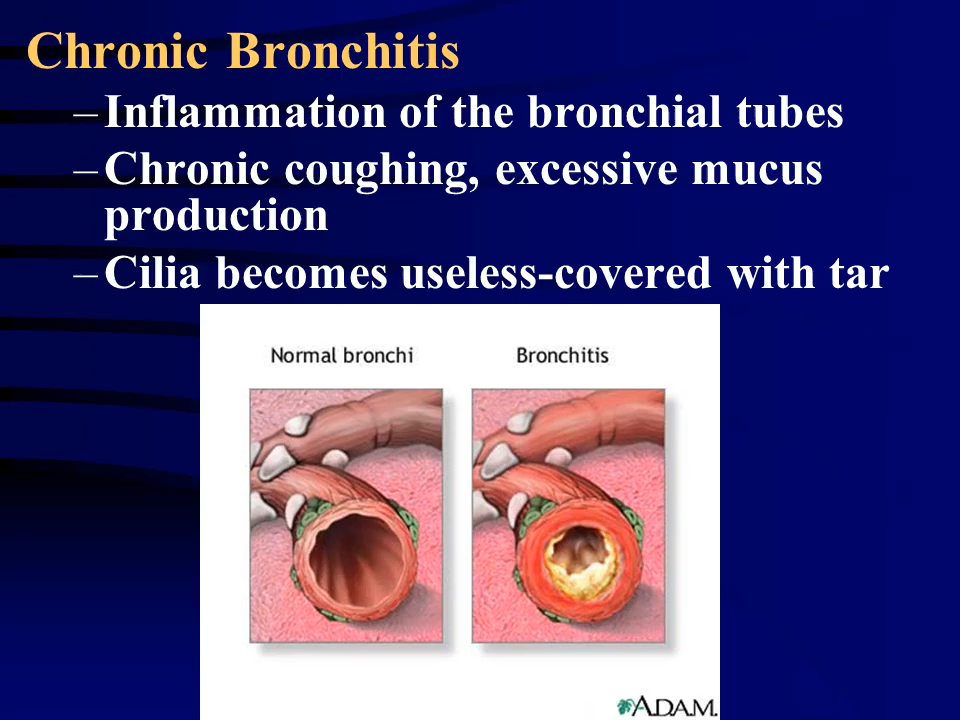 Chronic Bronchitis
–Inflammation of the bronchial tubes
–Chronic coughing, excessive mucus
production
–Cilia becomes useless-covered with tar
Normal bronchi
Bronchitis
A.D.A.M.